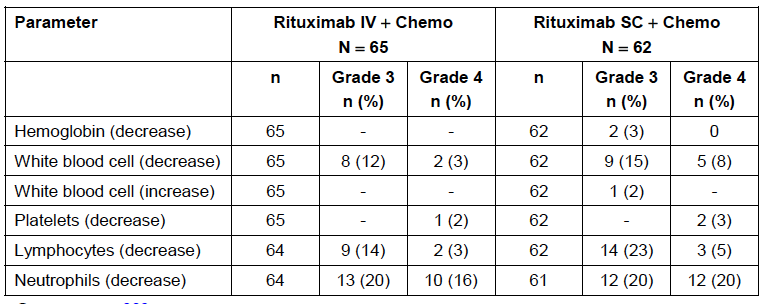 Parameter Rituximab IV + Chemo N = 65 Rituximab SC + Chemo N = 62
n Grade 3 n (%) Grade 4 n (%) n Grade 3 n (%) Grade 4 n (%)
Hemoglobin (decrease) 65 - - 62 2 (3) 0
White blood cell (decrease) 65 8 (12) 2 (3) 62 9 (15) 5 (8)
White blood cell (increase) 65 - - 62 1 (2) -
Platelets (decrease) 65 - 1 (2) 62 - 2 (3)
Lymphocytes (decrease) 64 9 (14) 2 (3) 62 14 (23) 3 (5)
Neutrophils (decrease) 64 13 (20) 10 (16) 61 12 (20) 12 (20)